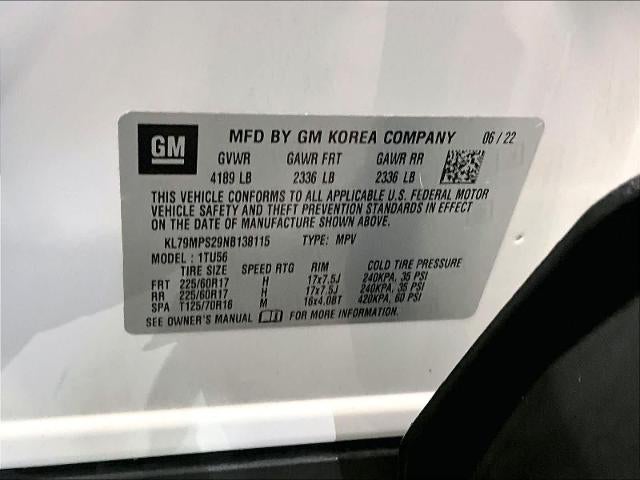 GM MFD BY GM KOREA COMPANY 06/22
GVWR GAWR FRT GAWR RR
4189 LB 2336 LB 2336 LB
THIS VEHICLE CONFORMS TO ALL APPLICABLE U.S. FEDERAL MOTOR
VEHICLE SAFETY AND THEFT PREVENTION STANDARDS IN EFFECT
ON THE DATE OF MANUFACTURE SHOWN ABOVE.
KL79MPS29NB138115 TYPE: MPV
MODEL: 1TU56
TIRE SIZE SPEED RTG RIM COLD TIRE PRESSURE
FRT 225/60R17 H 17x7.5J 240KPA, 35 PSI
RR 225/60R17 H 17x7.5J 240KPA, 35 PSI
SPA T125/70R16 M 16x4.0BT 420KPA, 60 PSI
SEE OWNER'S MANUAL FOR MORE INFORMATION.